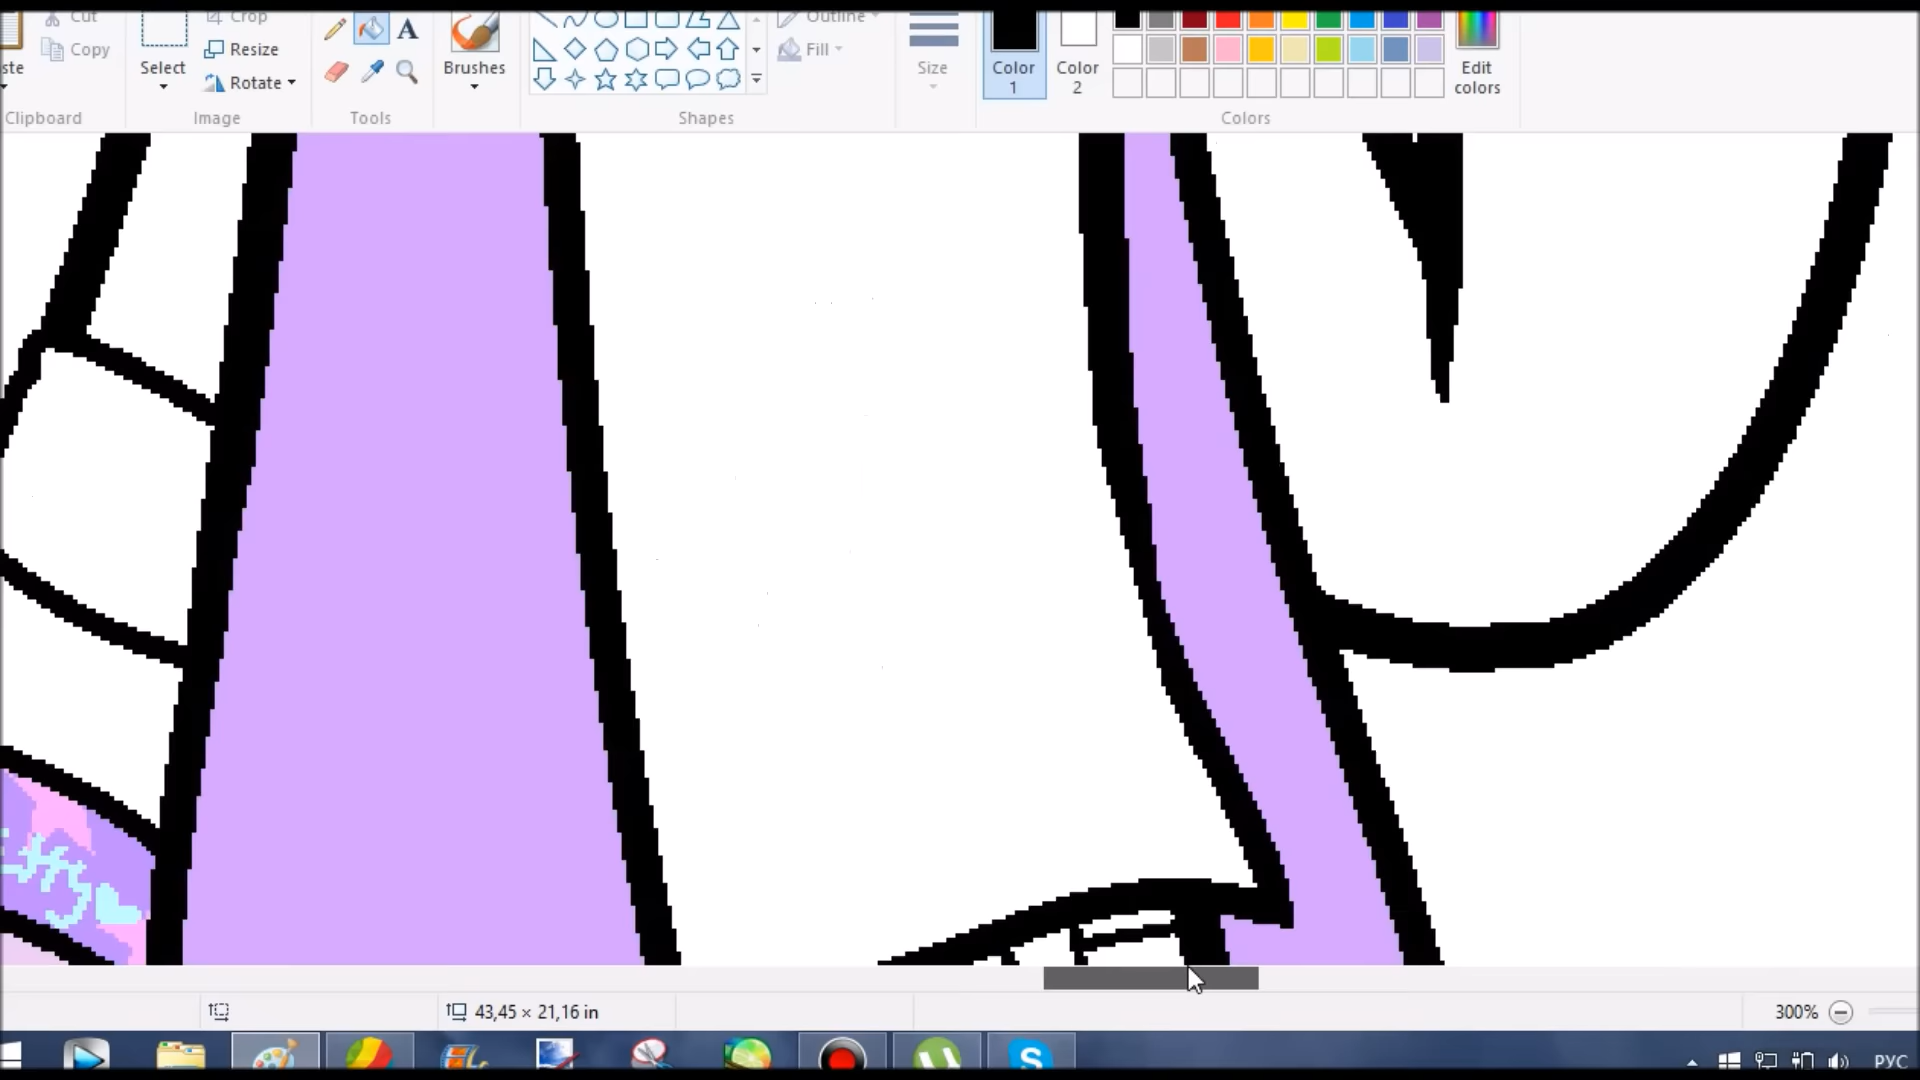 Cut
Crop
Outline
ste
Copy
Resize
A
Fill
Select
Rotate
Brushes
Size
Color
1
Color
2
Edit
colors
Clipboard
Image
Tools
Shapes
Colors
43,45 × 21,16 in
300%
РУС